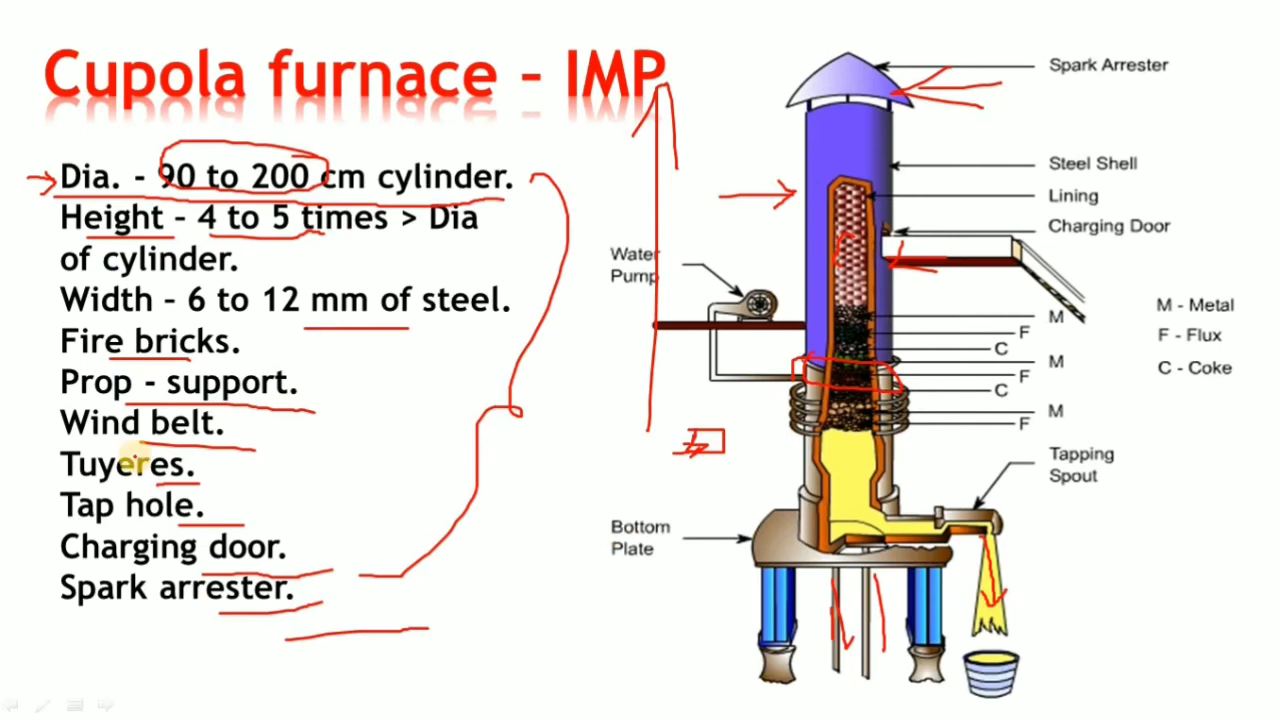 Cupola furnace – IMP
Dia. - 90 to 200 cm cylinder.
Height – 4 to 5 times > Dia
of cylinder.
Width – 6 to 12 mm of steel.
Fire bricks.
Prop - support.
Wind belt.
Tuyeres.
Tap hole.
Charging door.
Spark arrester.
Spark Arrester
Steel Shell
Lining
Charging Door
Water
Pump
M
F
C
M
F
C
M
F
M - Metal
F - Flux
C - Coke
Tapping
Spout
Bottom
Plate